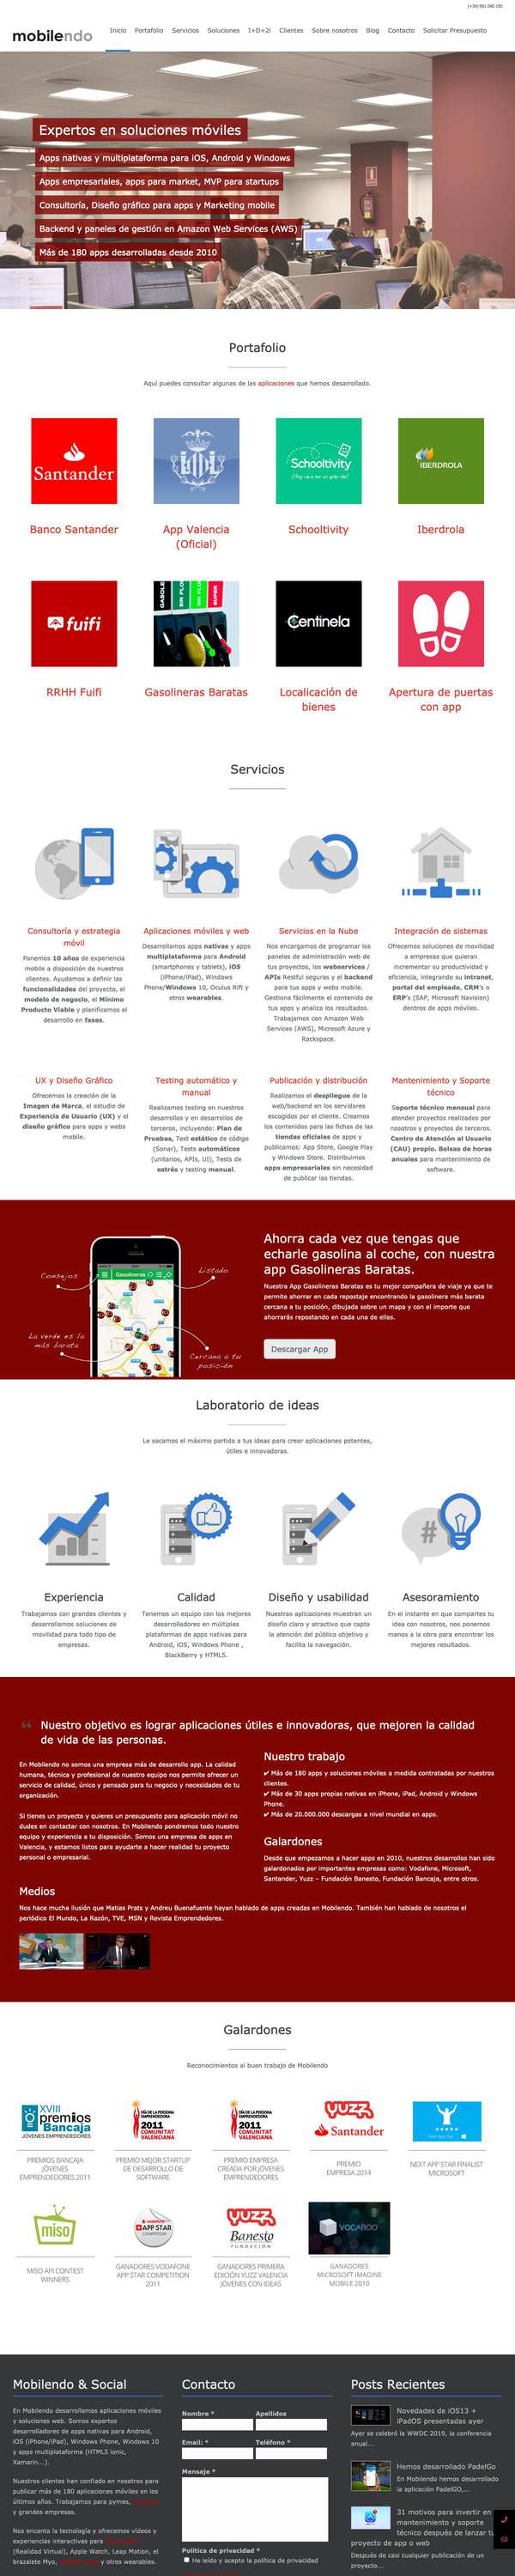 (+34) 961 046 150
mobilendo
Inicio Portafolio Servicios Soluciones I+D+2i Clientes Sobre nosotros Blog Contacto Solicitar Presupuesto
Expertos en soluciones móviles
Apps nativas y multiplataforma para iOS, Android y Windows
Apps empresariales, apps para market, MVP para startups
Consultoría, Diseño gráfico para apps y Marketing mobile
Backend y paneles de gestión en Amazon Web Services (AWS)
Más de 180 apps desarrolladas desde 2010
Portafolio
Aquí puedes consultar algunas de las aplicaciones que hemos desarrollado.
Santander
Schooltivity
IBERDROLA
Banco Santander
App Valencia
(Oficial)
Schooltivity
Iberdrola
fuifi
Centinela
RRHH Fuifi
Gasolineras Baratas
Localicación de
bienes
Apertura de puertas
con app
Servicios
Consultoría y estrategia
móvil
Ponemos 10 años de experiencia
mobile a disposición de nuestros
clientes. Ayudamos a definir las
funcionalidades del proyecto, el
modelo de negocio, el Mínimo
Producto Viable y planificamos el
desarrollo en fases.
Aplicaciones móviles y web
Desarrollamos apps nativas y apps
multiplataforma para Android
(smartphones y tablets), iOS
(iPhone/iPad), Windows
Phone/Windows 10, Oculus Rift y
otros wearables.
Servicios en la Nube
Nos encargamos de programar los
paneles de administración web de
tus proyectos, los webservices /
APIs Restful seguras y el backend
para tus apps y webs mobile.
Gestiona fácilmente el contenido de
tus apps y analiza los resultados.
Trabajamos con Amazon Web
Services (AWS), Microsoft Azure y
Rackspace.
Integración de sistemas
Ofrecemos soluciones de movilidad
a empresas que quieran
incrementar su productividad y
eficiencia, integrando su intranet,
portal del empleado, CRM's o
ERP's (SAP, Microsoft Navision)
dentros de apps móviles.
UX y Diseño Gráfico
Ofrecemos la creación de la
Imagen de Marca, el estudio de
Experiencia de Usuario (UX) y el
diseño gráfico para apps y webs
mobile.
Testing automático y
manual
Realizamos testing en nuestros
desarrollos y en desarrollos de
terceros, incluyendo: Plan de
Pruebas, Test estático de código
(Sonar), Tests automáticos
(unitarios, APIs, UI), Tests de
estrés y testing manual.
Publicación y distribución
Realizamos el despliegue de la
web/backend en los servidores
escogidos por el cliente. Creamos
los contenidos para las fichas de las
tiendas oficiales de apps y
publicamos: App Store, Google Play
y Windows Store. Distribuimos
apps empresariales sin necesidad
de publicar las tiendas.
Mantenimiento y Soporte
técnico
Soporte técnico mensual para
atender proyectos realizados por
nosotros y proyectos de terceros.
Centro de Atención al Usuario
(CAU) propio. Bolsas de horas
anuales para mantenimiento de
software.
Consejos
Listado
La verde es la
más barata
Cercana a tu
posición
Gasolineras
Ahorra cada vez que tengas que
echarle gasolina al coche, con nuestra
app Gasolineras Baratas.
Nuestra App Gasolineras Baratas es tu mejor compañera de viaje ya que te
permite ahorrar en cada repostaje encontrando la gasolinera más barata
cercana a tu posición, dibujada sobre un mapa y con el importe que
ahorrarás repostando en cada una de ellas.
Descargar App
Laboratorio de ideas
Le sacamos el máximo partido a tus ideas para crear aplicaciones potentes,
útiles e innovadoras.
Experiencia
Trabajamos con grandes clientes y
desarrollamos soluciones de
movilidad para todo tipo de
empresas.
Calidad
Tenemos un equipo con los mejores
desarrolladores en múltiples
plataformas de apps nativas para
Android, iOS, Windows Phone ,
BlackBerry y HTML5.
Diseño y usabilidad
Nuestras aplicaciones muestran un
diseño claro y atractivo que capta
la atención del público objetivo y
facilita la navegación.
Asesoramiento
En el instante en que compartes tu
idea con nosotros, nos ponemos
manos a la obra para encontrar los
mejores resultados.
Nuestro objetivo es lograr aplicaciones útiles e innovadoras, que mejoren la calidad
de vida de las personas.
En Mobilendo no somos una empresa más de desarrollo app. La calidad
humana, técnica y profesional de nuestro equipo nos permite ofrecer un
servicio de calidad, único y pensado para tu negocio y necesidades de tu
organización.
Si tienes un proyecto y quieres un presupuesto para aplicación móvil no
dudes en contactar con nosotros. En Mobilendo pondremos todo nuestro
equipo y experiencia a tu disposición. Somos una empresa de apps en
Valencia, y estamos listos para ayudarte a hacer realidad tu proyecto
personal o empresarial.
Nuestro trabajo
✔ Más de 180 apps y soluciones móviles a medida contratadas por nuestros
clientes.
✔ Más de 30 apps propias nativas en iPhone, iPad, Android y Windows
Phone.
✔ Más de 20.000.000 descargas a nivel mundial en apps.
Galardones
Desde que empezamos a hacer apps en 2010, nuestros desarrollos han sido
galardonados por importantes empresas como: Vodafone, Microsoft,
Santander, Yuzz – Fundación Banesto, Fundación Bancaja, entre otros.
Medios
Nos hace mucha ilusión que Matías Prats y Andreu Buenafuente hayan hablado de apps creadas en Mobilendo. También han hablado de nosotros el
periódico El Mundo, La Razón, TVE, MSN y Revista Emprendedores.
Galardones
Reconocimientos al buen trabajo de Mobilendo
XVIII
premios
Bancaja
JÓVENES EMPRENDEDORES
DÍA DE LA PERSONA
EMPRENDEDORA
2011
COMUNITAT
VALENCIANA
DÍA DE LA PERSONA
EMPRENDEDORA
2011
COMUNITAT
VALENCIANA
YUZZ
Santander
PREMIOS BANCAJA
JÓVENES
EMPRENDEDORES 2011
PREMIO MEJOR STARTUP
DE DESARROLLO DE
SOFTWARE
PREMIO EMPRESA
CREADA POR JÓVENES
EMPRENDEDORES
PREMIO
EMPRESA 2014
NEXT APP STAR FINALIST
MICROSOFT
miso
APP STAR
YUZZ
Banesto
FUNDACIÓN
VOCABOO
MISO API CONTEST
WINNERS
GANADORES VODAFONE
APP STAR COMPETITION
2011
GANADORES PRIMERA
EDICIÓN YUZZ VALENCIA
JÓVENES CON IDEAS
GANADORES
MICROSOFT IMAGINE
MOBILE 2010
Mobilendo & Social
En Mobilendo desarrollamos aplicaciones móviles
y soluciones web. Somos expertos
desarrolladores de apps nativas para Android,
iOS (iPhone/iPad), Windows Phone, Windows 10
y apps multiplataforma (HTML5 ionic,
Xamarin...).
Nuestros clientes han confiado en nosotros para
publicar más de 180 aplicaciones móviles en los
últimos años. Trabajamos para pymes,
y grandes empresas.
Nos encanta la tecnología y ofrecemos vídeos y
experiencias interactivas para
(Realidad Virtual), Apple Watch, Leap Motion, el
brazalete Myo, y otros wearables.
Contacto
Nombre * Apellidos
Email: * Teléfono *
Mensaje *
Política de privacidad *
He leído y acepto la política de privacidad
Posts Recientes
Novedades de iOS13 +
iPadOS presentadas ayer
Ayer se celebró la WWDC 2019, la conferencia
anual...
Hemos desarrollado PadelGo
En Mobilendo hemos desarrollado
la aplicación PadelGO,...
31 motivos para invertir en
mantenimiento y soporte
técnico después de lanzar tu
proyecto de app o web
Después de casi cualquier publicación de un
proyecto...